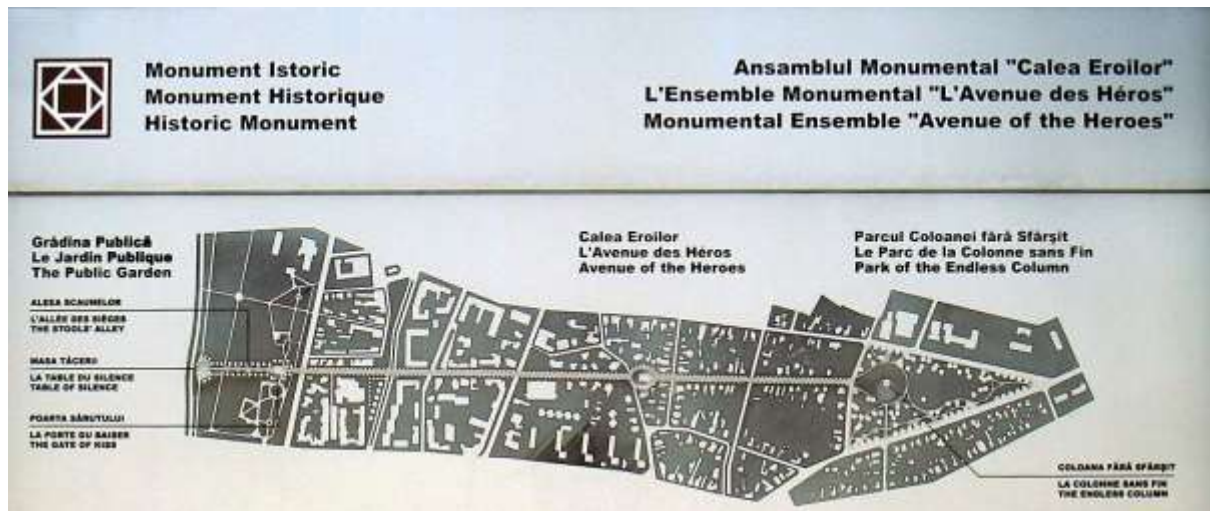 Monument Istoric
Monument Historique
Historic Monument
Ansamblul Monumental "Calea Eroilor"
L'Ensemble Monumental "L'Avenue des Héros"
Monumental Ensemble "Avenue of the Heroes"
Grădina Publică
Le Jardin Publique
The Public Garden
ALEEA SCAUNELOR
L'ALLÉE DES SIÈGES
THE STOOLS' ALLEY
MASA TĂCERII
LA TABLE DU SILENCE
TABLE OF SILENCE
POARTA SĂRUTULUI
LA PORTE DU BAISER
THE GATE OF KISS
Calea Eroilor
L'Avenue des Héros
Avenue of the Heroes
Parcul Coloanei fără Sfârșit
Le Parc de la Colonne sans Fin
Park of the Endless Column
COLOANA FĂRĂ SFÂRȘIT
LA COLONNE SANS FIN
THE ENDLESS COLUMN